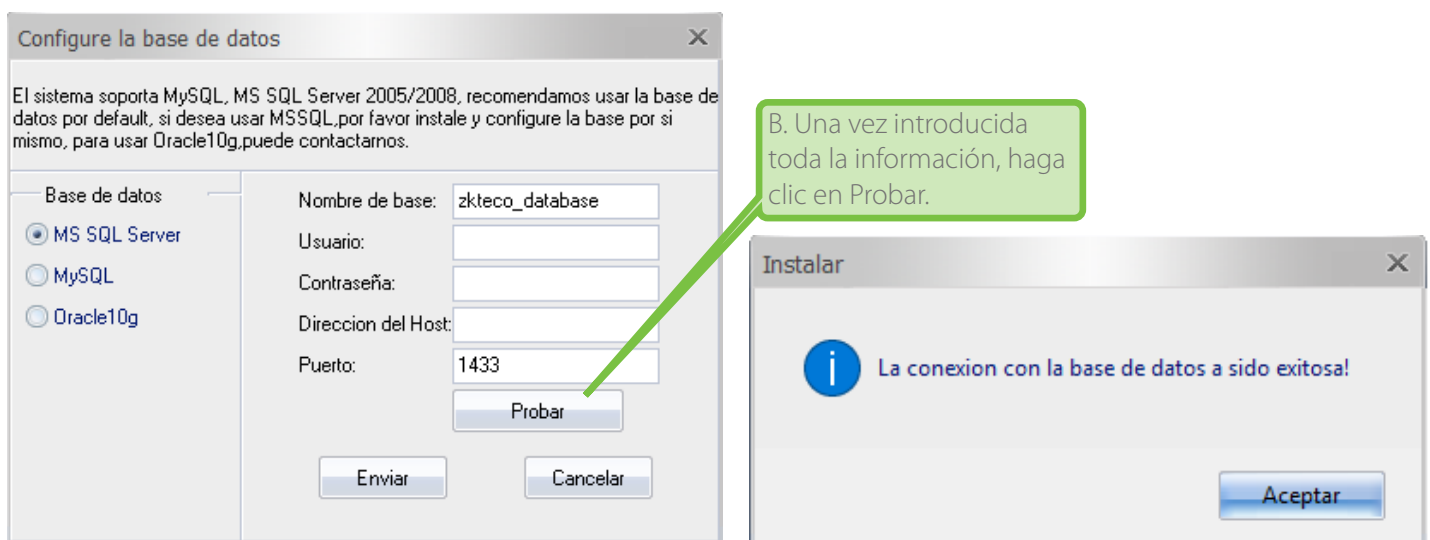 Configure la base de datos
El sistema soporta MySQL, MS SQL Server 2005/2008, recomendamos usar la base de
datos por default, si desea usar MSSQL,por favor instale y configure la base por si
mismo, para usar Oracle10g,puede contactarnos.
Base de datos
MS SQL Server
MySQL
Oracle10g
Nombre de base: zkteco_database
Usuario:
Contraseña:
Direccion del Host:
Puerto: 1433
Probar
Enviar Cancelar
B. Una vez introducida
toda la información, haga
clic en Probar.
Instalar
La conexion con la base de datos a sido exitosa!
Aceptar